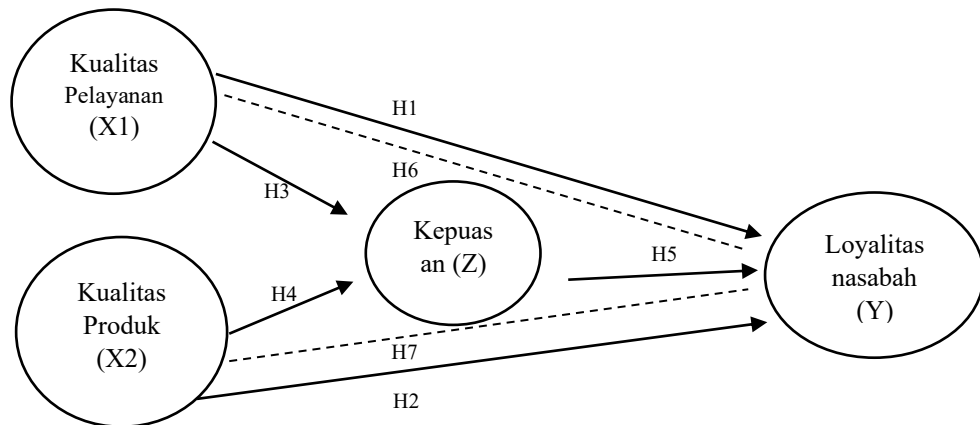 Kualitas
Pelayanan
(X1)
H1
H6
H3
Kepuas
an (Z)
H5
Loyalitas
nasabah
(Y)
Kualitas
Produk
(X2)
H4
H7
H2